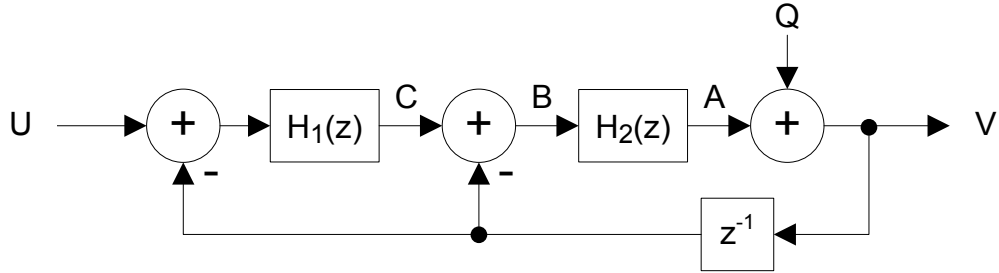 Q
U
+
H₁(z)
C
+
B
H₂(z)
A
+
V
-
-
z⁻¹